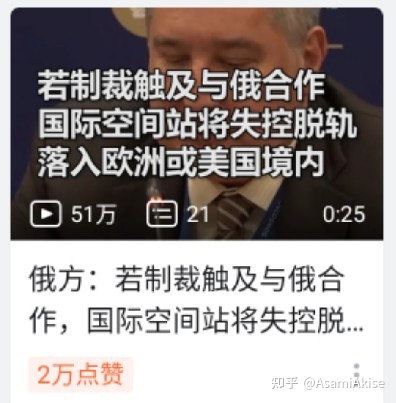 若制裁触及与俄合作
国际空间站将失控脱轨
落入欧洲或美国境内
51万
21
0:25
俄方：若制裁触及与俄合
作，国际空间站将失控脱...
2万点赞
知乎 @AsamiAkise